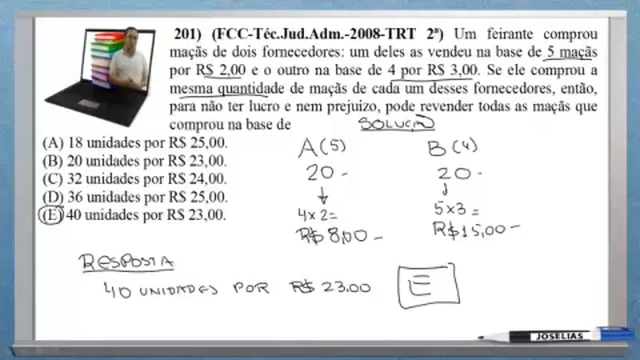 201) (FCC-Téc.Jud.Adm.-2008-TRT 2ª) Um feirante comprou
maçãs de dois fornecedores: um deles as vendeu na base de 5 maçãs
por R$ 2,00 e o outro na base de 4 por R$ 3,00. Se ele comprou a
mesma quantidade de maçãs de cada um desses fornecedores, então,
para não ter lucro e nem prejuízo, pode revender todas as maçãs que
comprou na base de
SOLUÇÃO
(A) 18 unidades por R$ 25,00.
(B) 20 unidades por R$ 23,00.
(C) 32 unidades por R$ 24,00.
(D) 36 unidades por R$ 25,00.
(E) 40 unidades por R$ 23,00.
A(5) B(4)
20 20
4x2= 5x3=
R$ 8,00 R$ 15,00
RESPOSTA
40 UNIDADES POR R$ 23.00 E
JOSELIAS